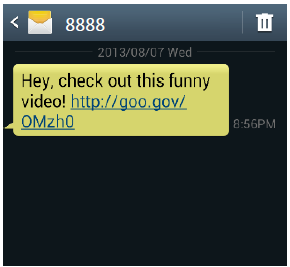 8888
2013/08/07 Wed
Hey, check out this funny
video! http://goo.gov/
OMzh0
8:56PM